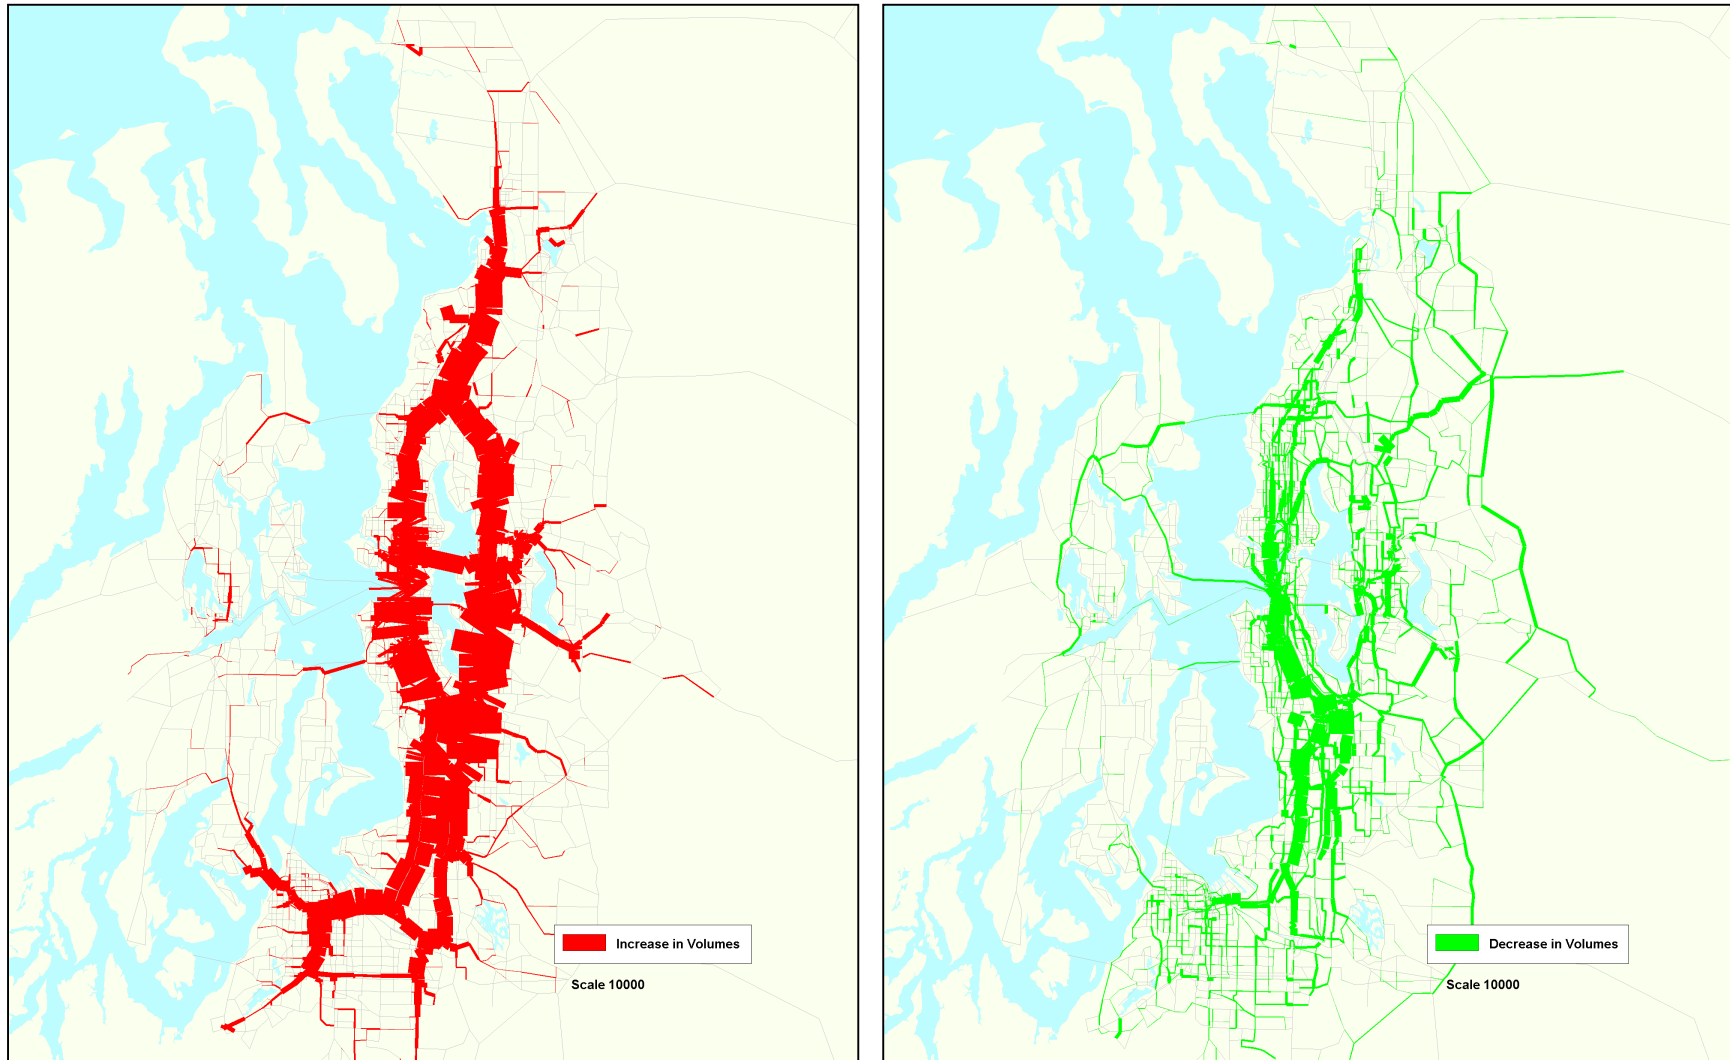 Increase in Volumes
Scale 10000
Decrease in Volumes
Scale 10000